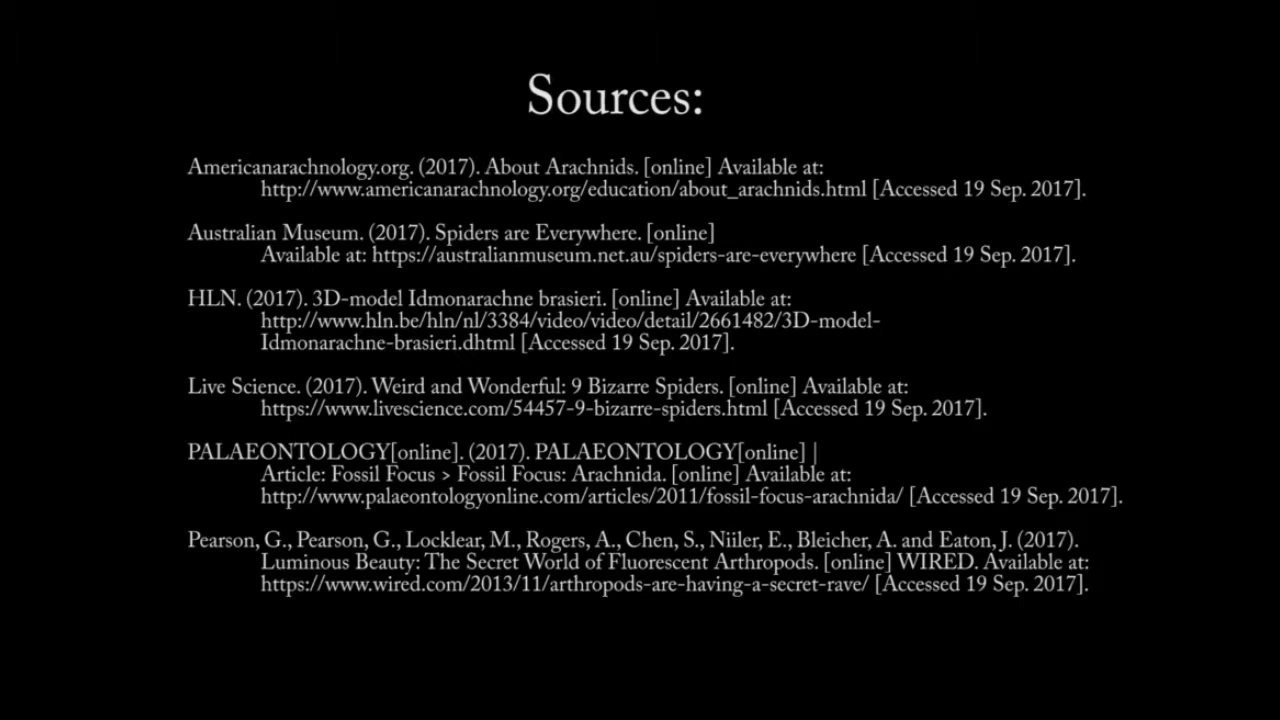 Sources:
Americanarachnology.org. (2017). About Arachnids. [online] Available at:
http://www.americanarachnology.org/education/about_arachnids.html [Accessed 19 Sep. 2017].
Australian Museum. (2017). Spiders are Everywhere. [online]
Available at: https://australianmuseum.net.au/spiders-are-everywhere [Accessed 19 Sep. 2017].
HLN. (2017). 3D-model Idmonarachne brasieri. [online] Available at:
http://www.hln.be/hln/nl/3384/video/video/detail/2661482/3D-model-
Idmonarachne-brasieri.dhtml [Accessed 19 Sep. 2017].
Live Science. (2017). Weird and Wonderful: 9 Bizarre Spiders. [online] Available at:
https://www.livescience.com/54457-9-bizarre-spiders.html [Accessed 19 Sep. 2017].
PALAEONTOLOGY[online]. (2017). PALAEONTOLOGY[online] |
Article: Fossil Focus > Fossil Focus: Arachnida. [online] Available at:
http://www.palaeontologyonline.com/articles/2011/fossil-focus-arachnida/ [Accessed 19 Sep. 2017].
Pearson, G., Pearson, G., Locklear, M., Rogers, A., Chen, S., Niiler, E., Bleicher, A. and Eaton, J. (2017).
Luminous Beauty: The Secret World of Fluorescent Arthropods. [online] WIRED. Available at:
https://www.wired.com/2013/11/arthropods-are-having-a-secret-rave/ [Accessed 19 Sep. 2017].